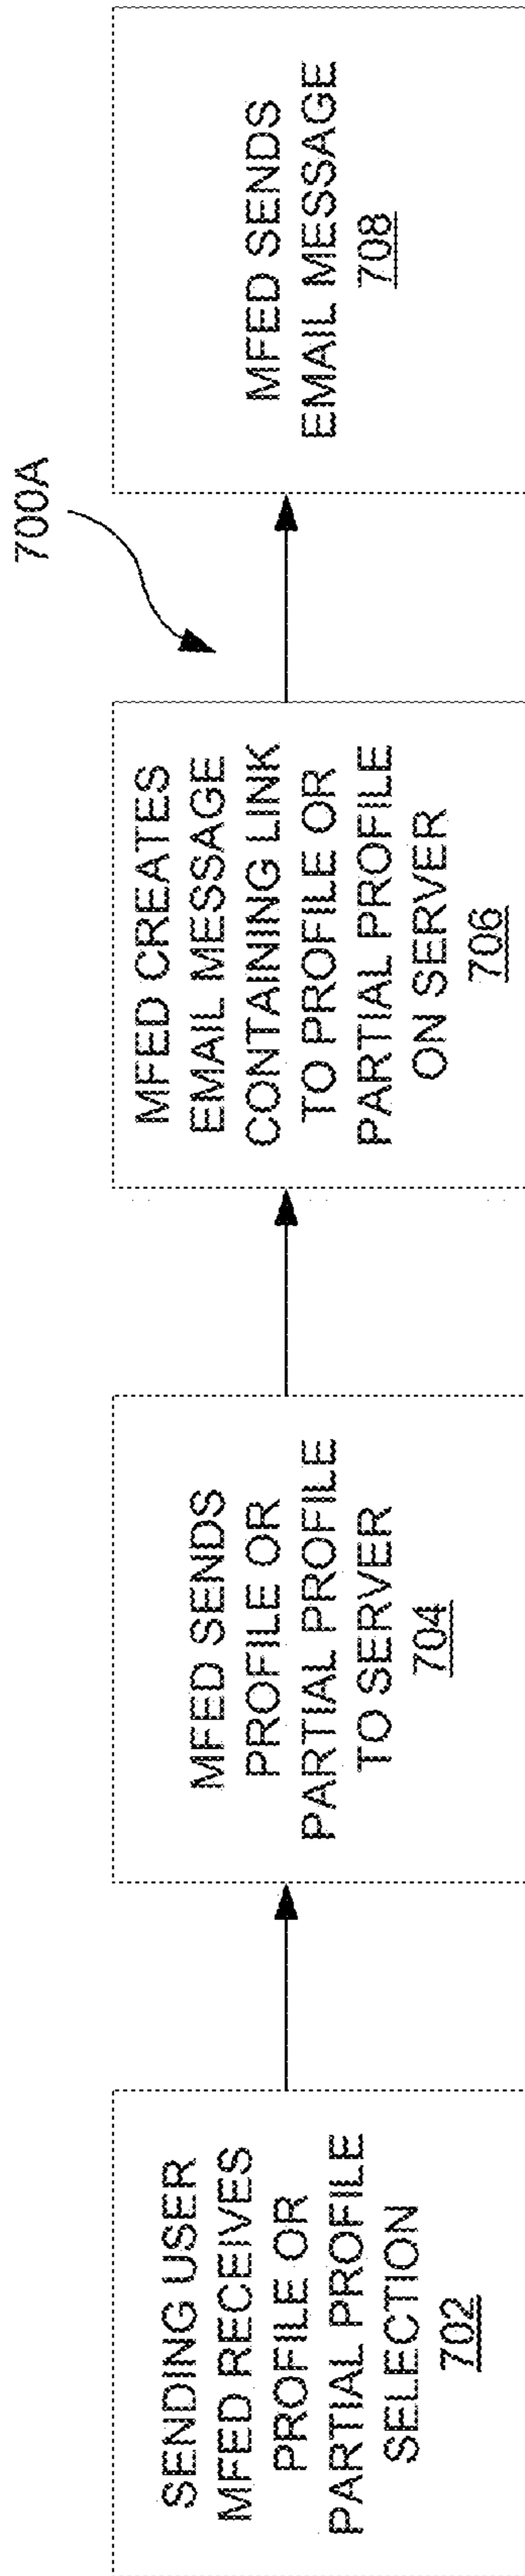 700A
SENDING USER
MFED RECEIVES
PROFILE OR
PARTIAL PROFILE
SELECTION
702
MFED SENDS
PROFILE OR
PARTIAL PROFILE
TO SERVER
704
MFED CREATES
EMAIL MESSAGE
CONTAINING LINK
TO PROFILE OR
PARTIAL PROFILE
ON SERVER
706
MFED SENDS
EMAIL MESSAGE
708